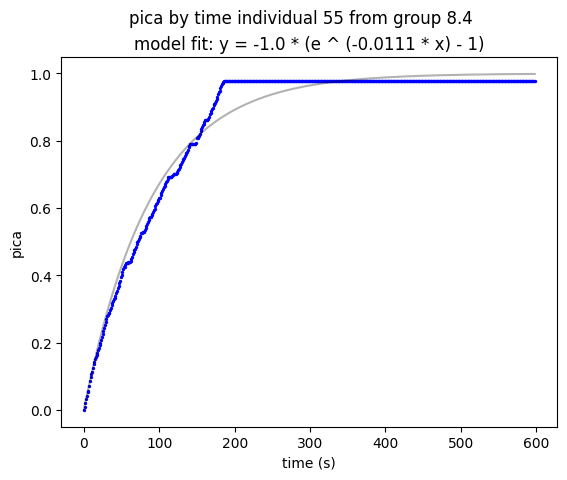 pica by time individual 55 from group 8.4
model fit: y = -1.0 * (e ^ (-0.0111 * x) - 1)
1.0
0.8
0.6
0.4
0.2
0.0
pica
0 100 200 300 400 500 600
time (s)